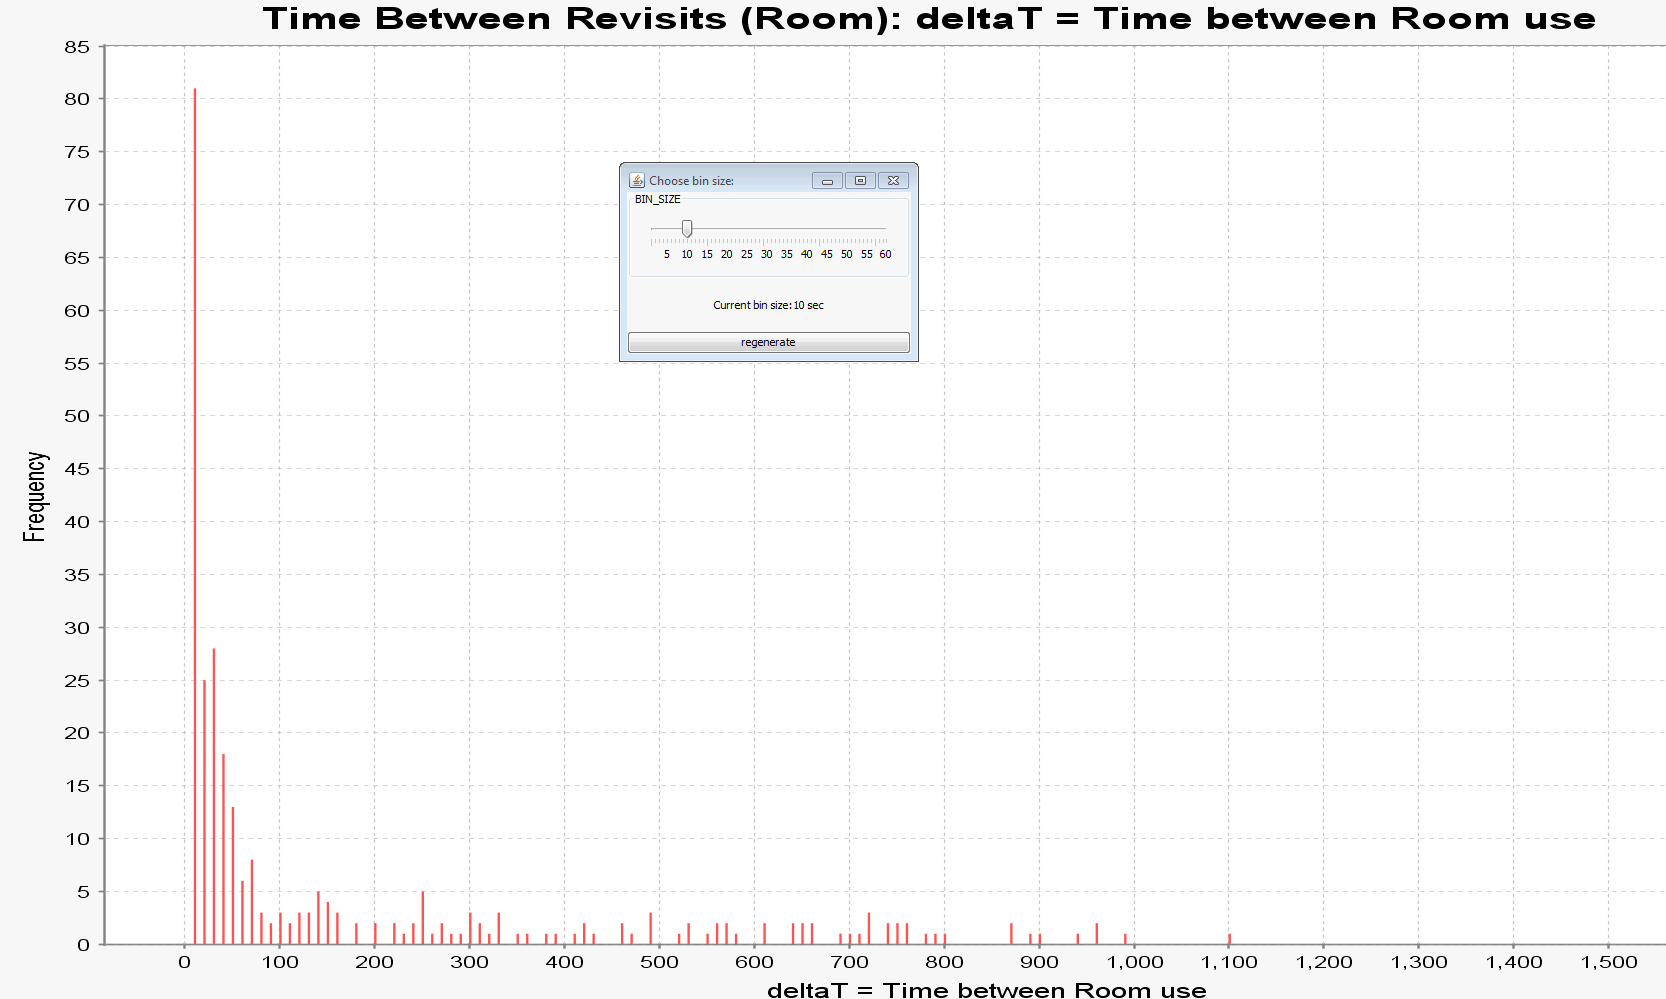 Time Between Revisits (Room): deltaT = Time between Room use
85
80
75
70
65
60
55
50
45
40
35
30
25
20
15
10
5
0
Frequency
Choose bin size:
BIN_SIZE
5 10 15 20 25 30 35 40 45 50 55 60
Current bin size: 10 sec
regenerate
0 100 200 300 400 500 600 700 800 900 1,000 1,100 1,200 1,300 1,400 1,500
deltaT = Time between Room use